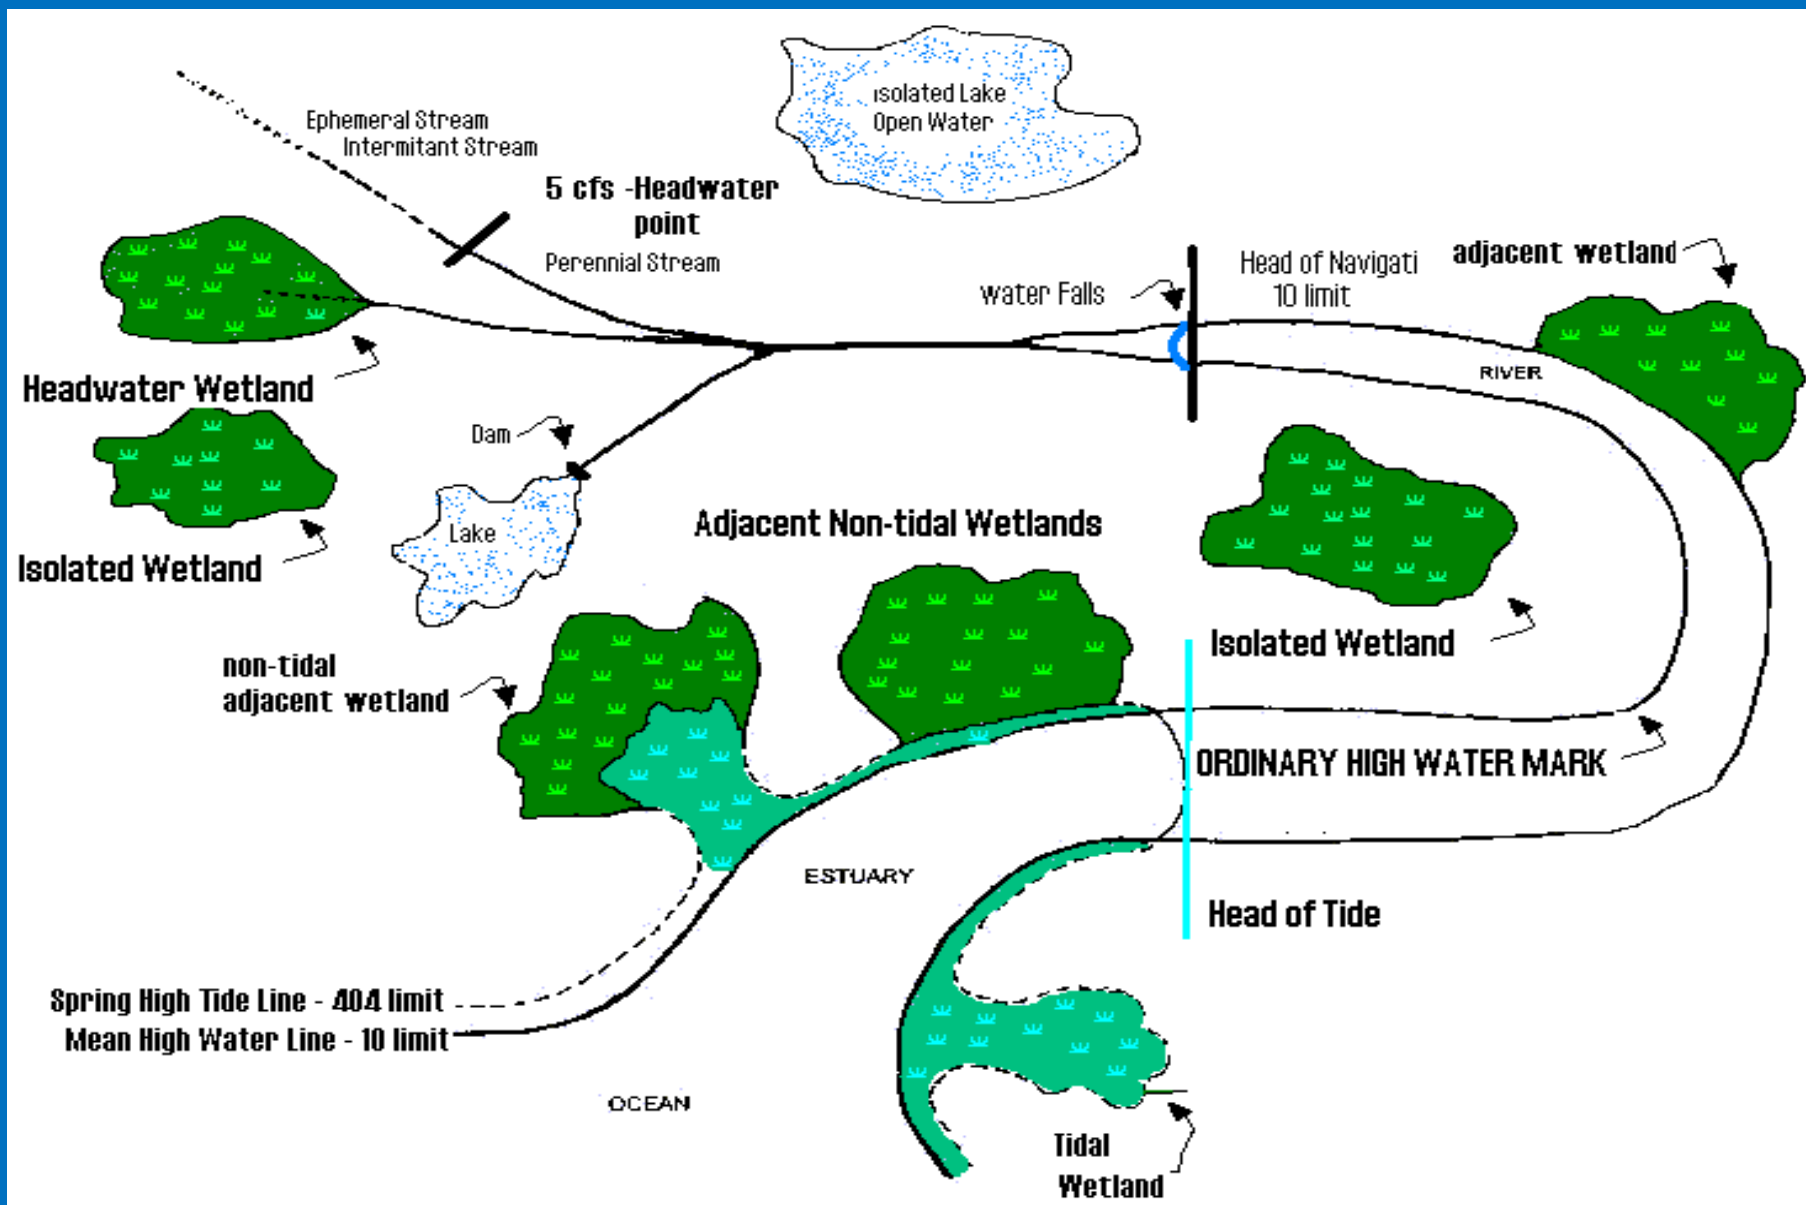 isolated Lake
Open Water
Ephemeral Stream
Intermitant Stream
5 cfs -Headwater
point
Perennial Stream
water Falls
Head of Navigati
10 limit
adjacent wetland
RIVER
Headwater Wetland
Dam
Lake
Isolated Wetland
Adjacent Non-tidal Wetlands
Isolated Wetland
non-tidal
adjacent wetland
ORDINARY HIGH WATER MARK
ESTUARY
Head of Tide
Spring High Tide Line - 404 limit
Mean High Water Line - 10 limit
OCEAN
Tidal
Wetland